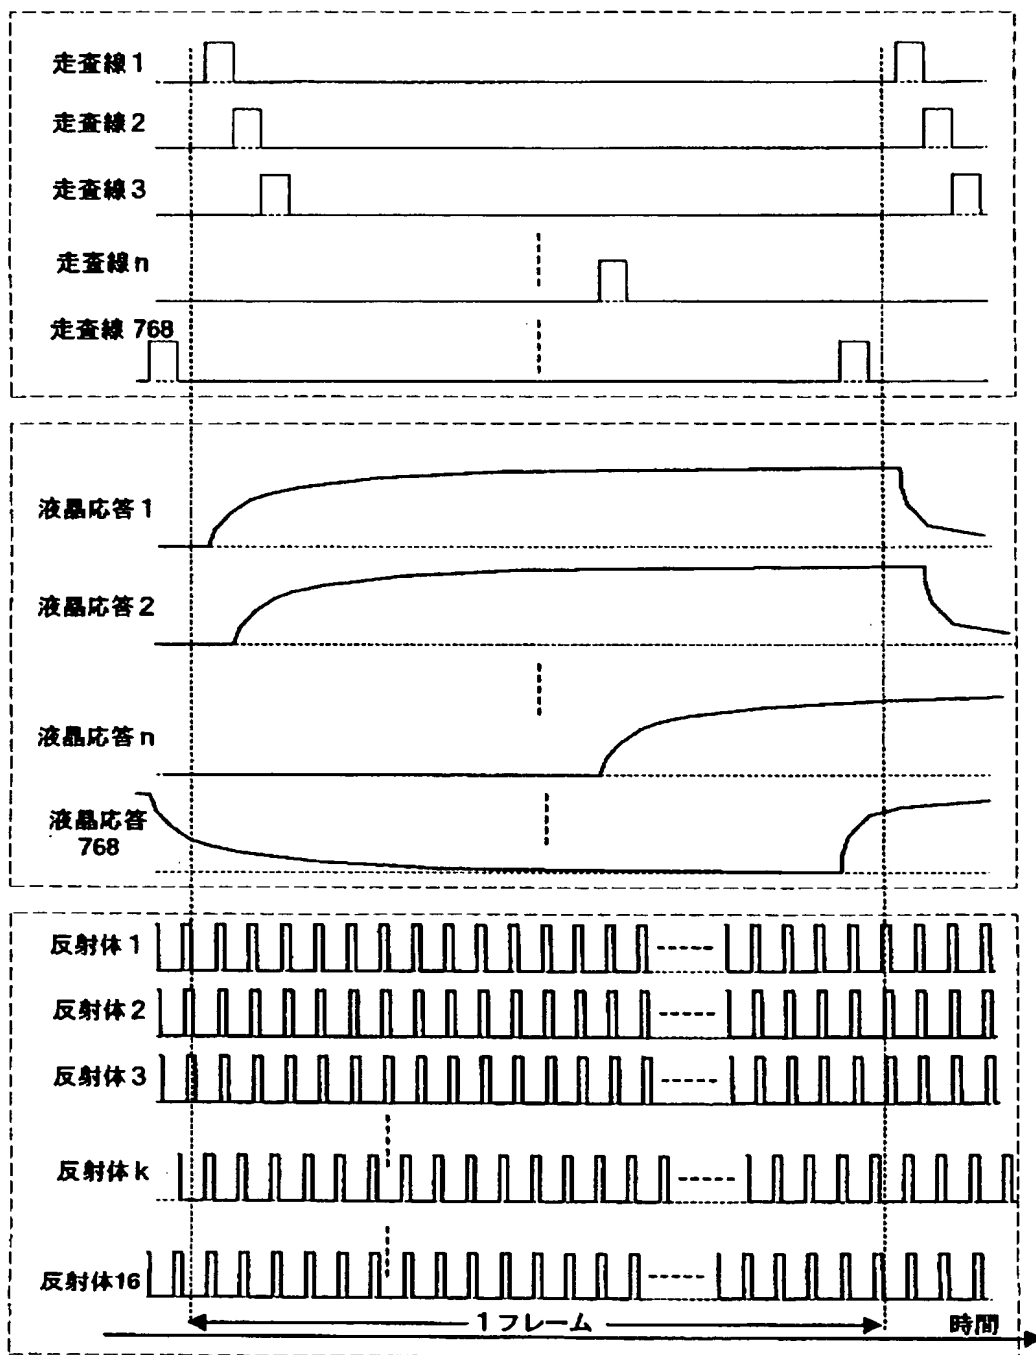 走査線1
走査線2
走査線3
走査線n
走査線 768
液晶応答1
液晶応答2
液晶応答n
液晶応答
768
反射体1
反射体2
反射体3
反射体k
反射体16
1フレーム
時間